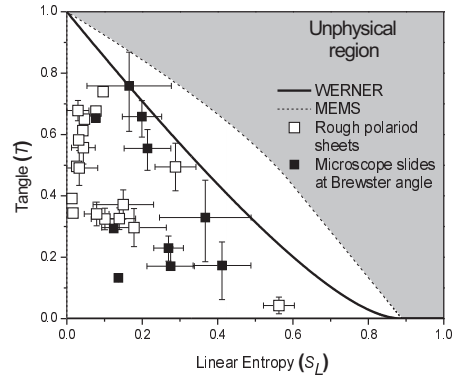 Unphysical
region
WERNER
MEMS
Rough polariod
sheets
Microscope slides
at Brewster angle
Tangle (T)
1.0
0.8
0.6
0.4
0.2
0.0
0.0 0.2 0.4 0.6 0.8 1.0
Linear Entropy (S_L)